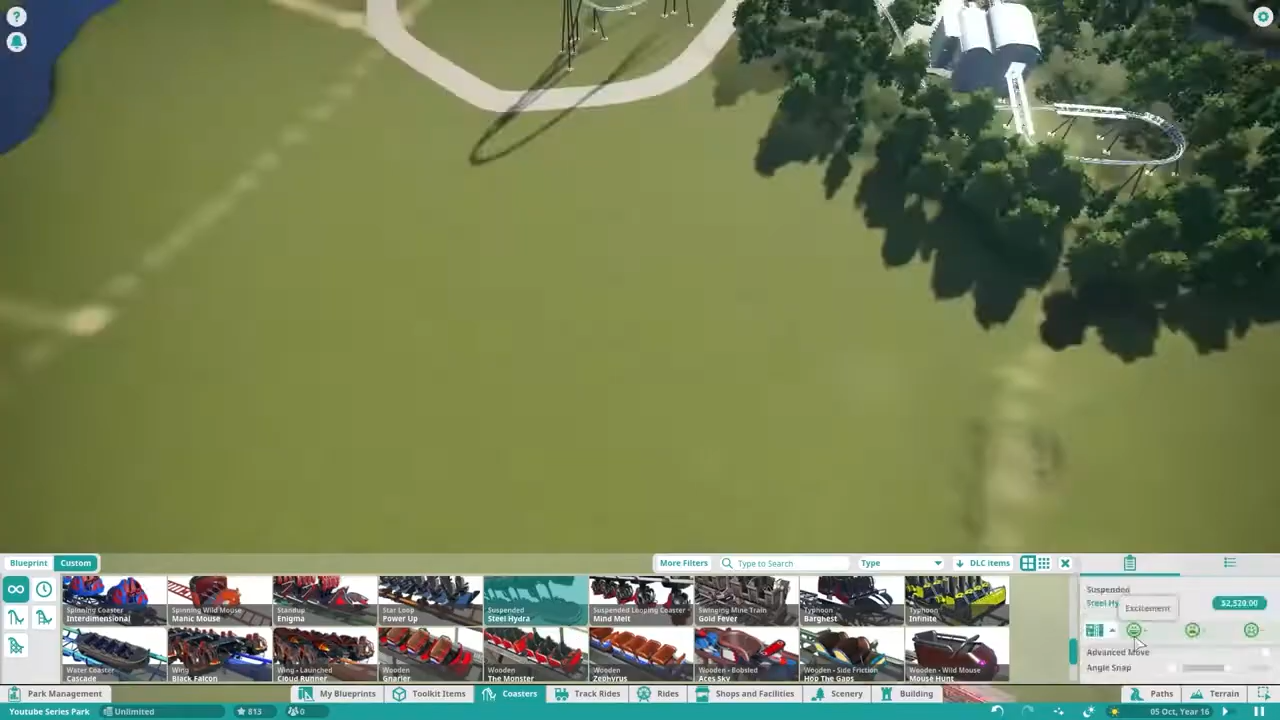 Blueprint
Custom
More Filters
Type to Search
Type
DLC items
Spinning Coaster
Interdimensional
Spinning Wild Mouse
Manic Mouse
Standup
Enigma
Star Loop
Power Up
Suspended
Steel Hydra
Suspended Looping Coaster
Mind Melt
Swinging Mine Train
Gold Fever
Typhoon
Barghest
Typhoon
Infinite
Water Coaster
Cascade
Wing
Black Falcon
Wing - Launched
Cloud Runner
Wooden
Gnarler
Wooden
The Monster
Wooden
Zephyrus
Wooden - Bobsled
Aces Sky
Wooden - Side Friction
Hop The Gaps
Wooden - Wild Mouse
Mouse Hunt
Suspended
Steel Hy
$2,520.00
Excitement
Advanced Move
Angle Snap
Park Management
My Blueprints
Toolkit Items
Coasters
Track Rides
Rides
Shops and Facilities
Scenery
Building
Paths
Terrain
Youtube Series Park
Unlimited
813
0
05 Oct, Year 16